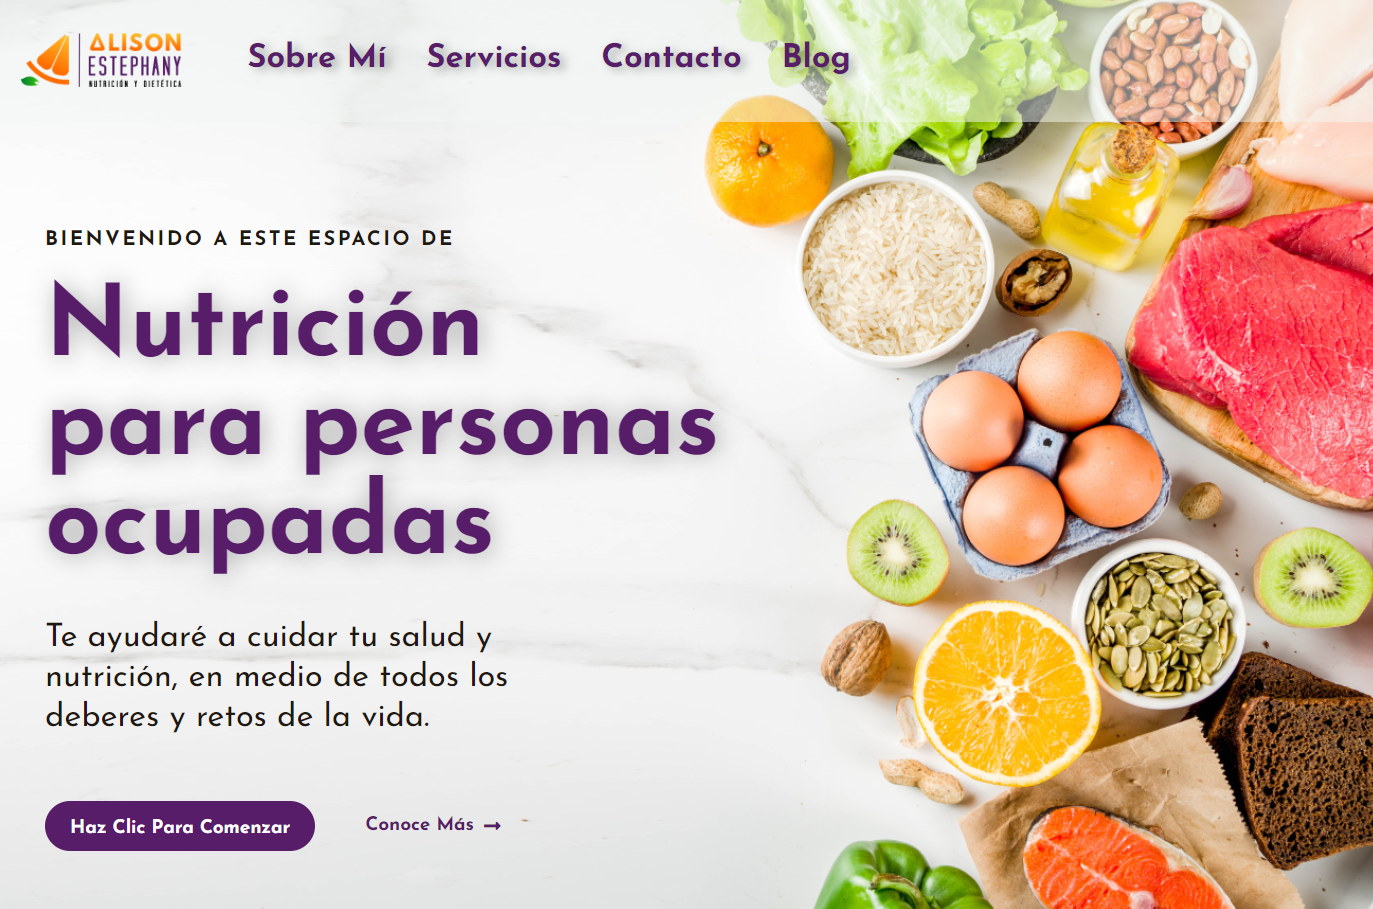 ALISON
ESTEPHANY
NUTRICIÓN Y DIETÉTICA
Sobre Mí
Servicios
Contacto
Blog
BIENVENIDO A ESTE ESPACIO DE
Nutrición
para personas
ocupadas
Te ayudaré a cuidar tu salud y
nutrición, en medio de todos los
deberes y retos de la vida.
Haz Clic Para Comenzar
Conoce Más →